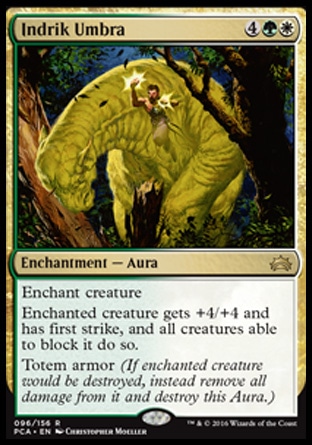 Indrik Umbra 4
Enchantment — Aura
Enchant creature
Enchanted creature gets +4/+4 and
has first strike, and all creatures able
to block it do so.
Totem armor (If enchanted creature
would be destroyed, instead remove all
damage from it and destroy this Aura.)
096/156 R
PCA • EN Christopher Moeller
™ & © 2016 Wizards of the Coast